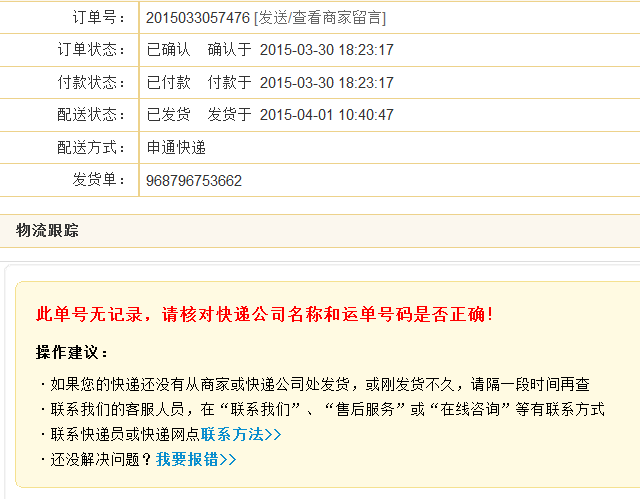 订单号： 2015033057476 [发送/查看商家留言]
订单状态： 已确认 确认于 2015-03-30 18:23:17
付款状态： 已付款 付款于 2015-03-30 18:23:17
配送状态： 已发货 发货于 2015-04-01 10:40:47
配送方式： 申通快递
发货单： 968796753662
物流跟踪
此单号无记录，请核对快递公司名称和运单号码是否正确！
操作建议：
·如果您的快递还没有从商家或快递公司处发货，或刚发货不久，请隔一段时间再查
·联系我们的客服人员，在“联系我们”、“售后服务”或“在线咨询”等有联系方式
·联系快递员或快递网点联系方法>>
·还没解决问题？我要报错>>